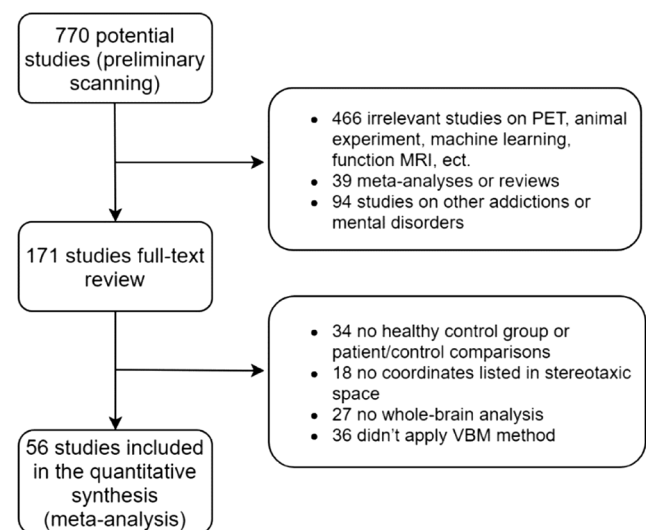 770 potential
studies (preliminary
scanning)
• 466 irrelevant studies on PET, animal
experiment, machine learning,
function MRI, ect.
• 39 meta-analyses or reviews
• 94 studies on other addictions or
mental disorders
171 studies full-text
review
• 34 no healthy control group or
patient/control comparisons
• 18 no coordinates listed in stereotaxic
space
• 27 no whole-brain analysis
• 36 didn't apply VBM method
56 studies included
in the quantitative
synthesis
(meta-analysis)